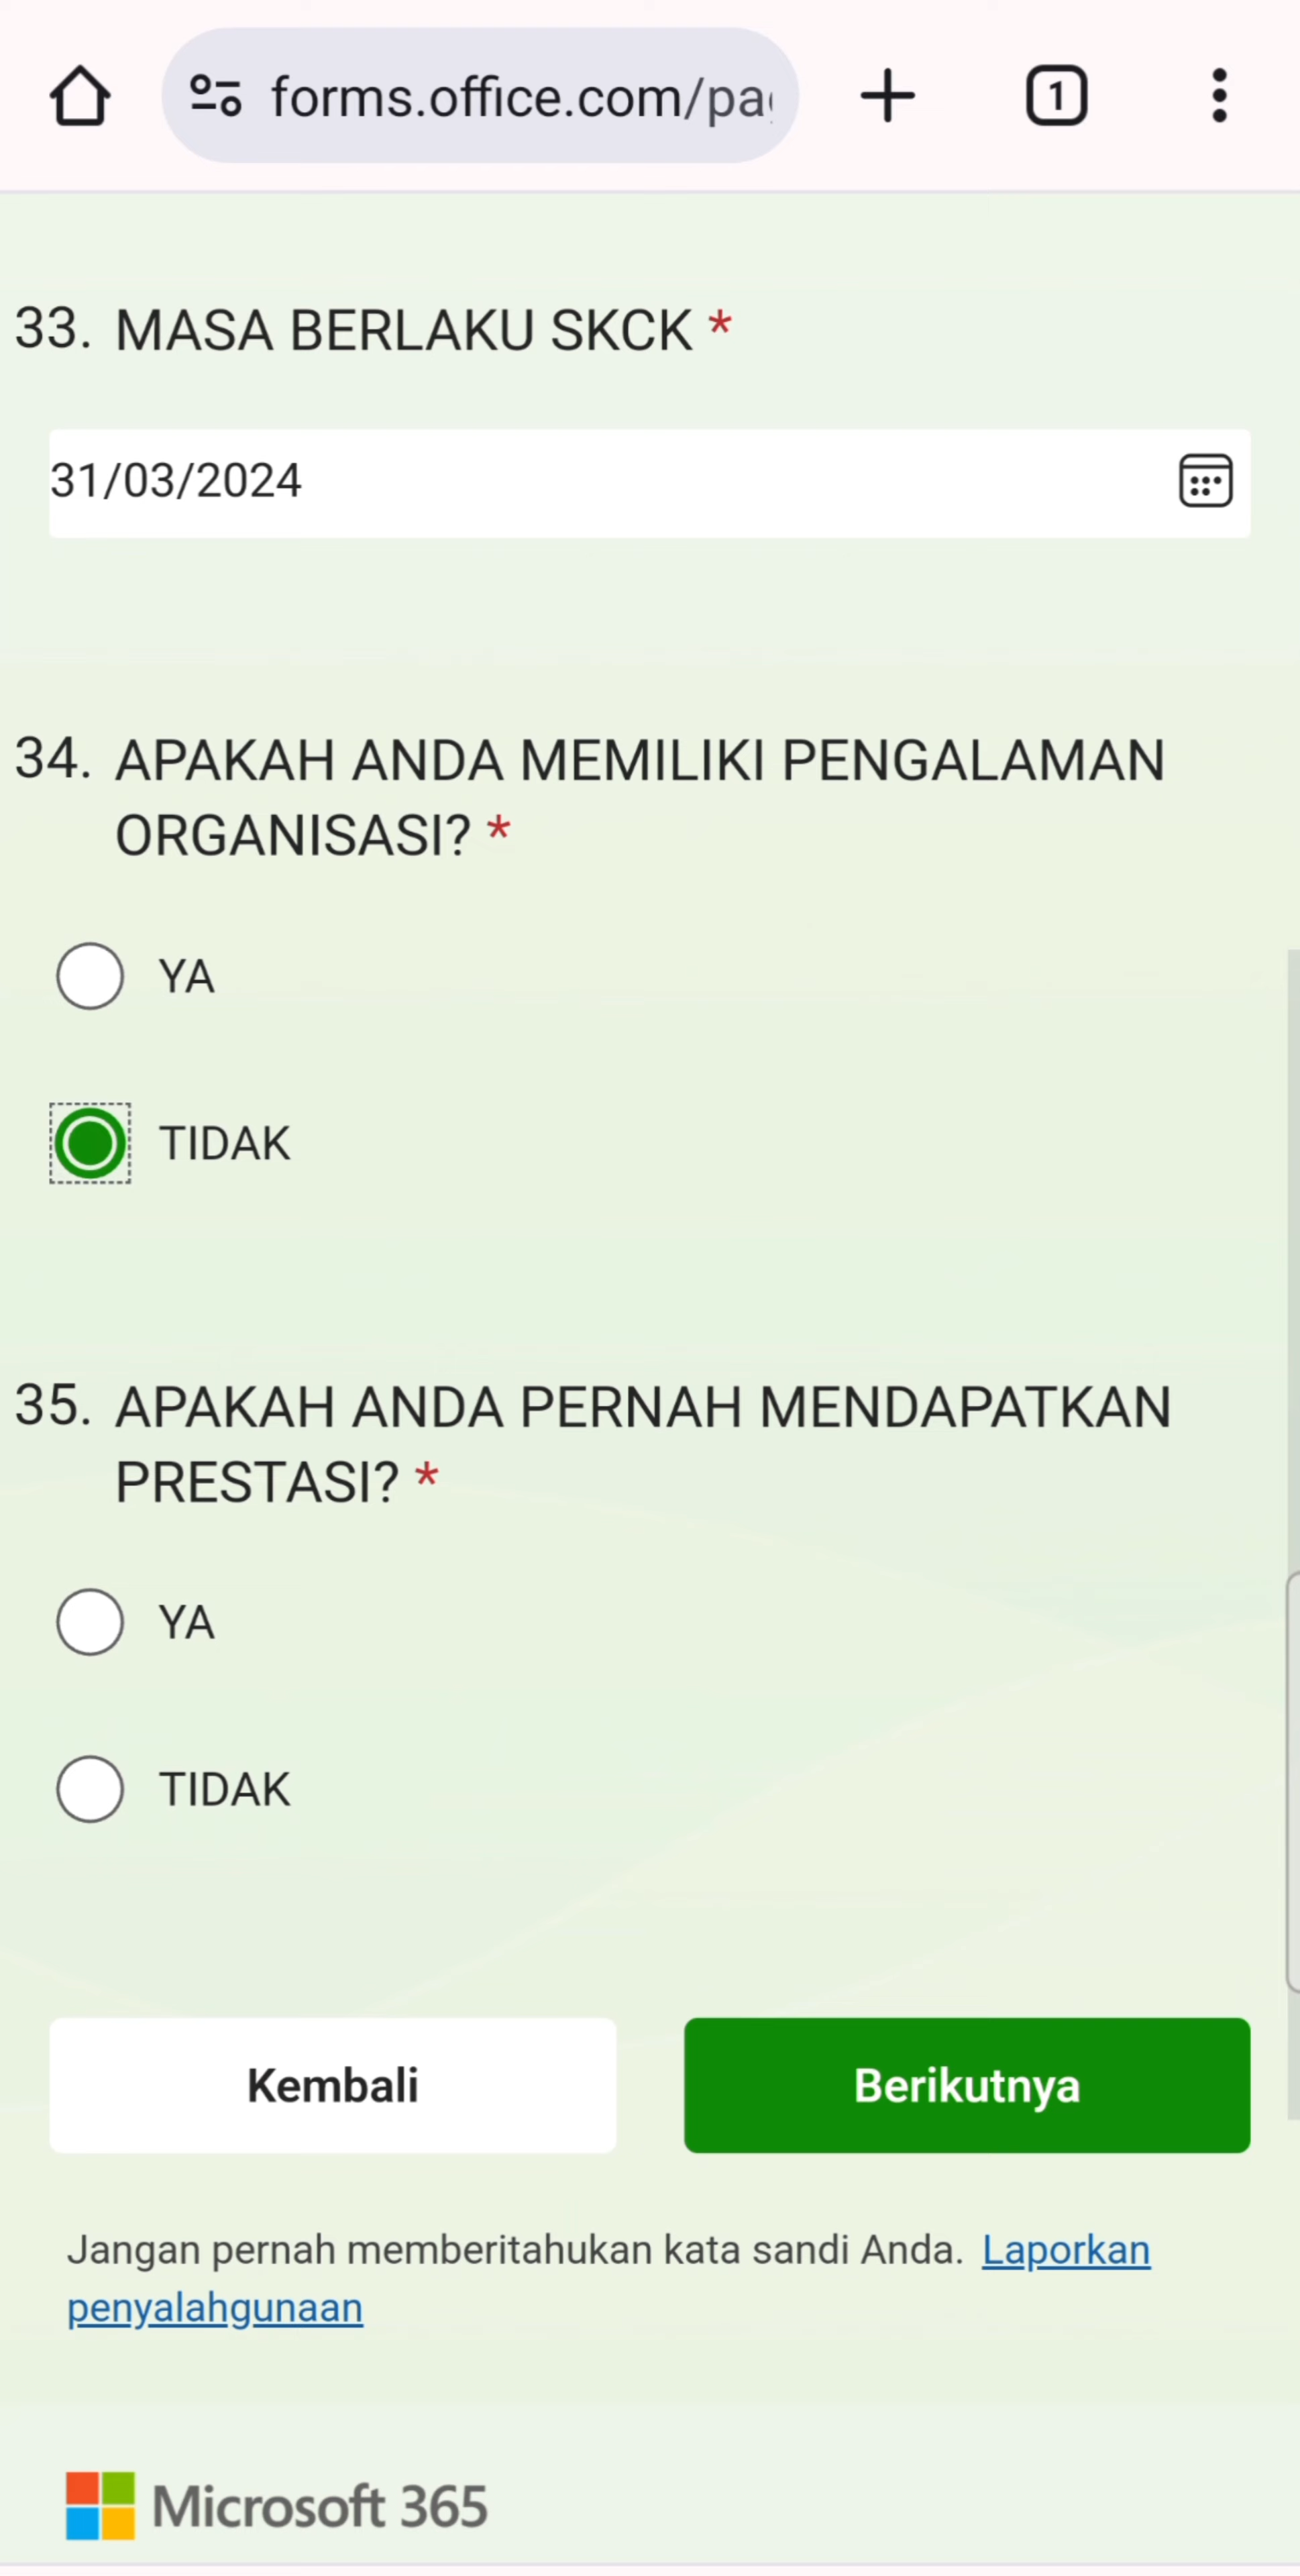 forms.office.com/pa
1
33. MASA BERLAKU SKCK *
31/03/2024
34. APAKAH ANDA MEMILIKI PENGALAMAN
ORGANISASI? *
YA
TIDAK
35. APAKAH ANDA PERNAH MENDAPATKAN
PRESTASI? *
YA
TIDAK
Kembali
Berikutnya
Jangan pernah memberitahukan kata sandi Anda. Laporkan
penyalahgunaan
Microsoft 365